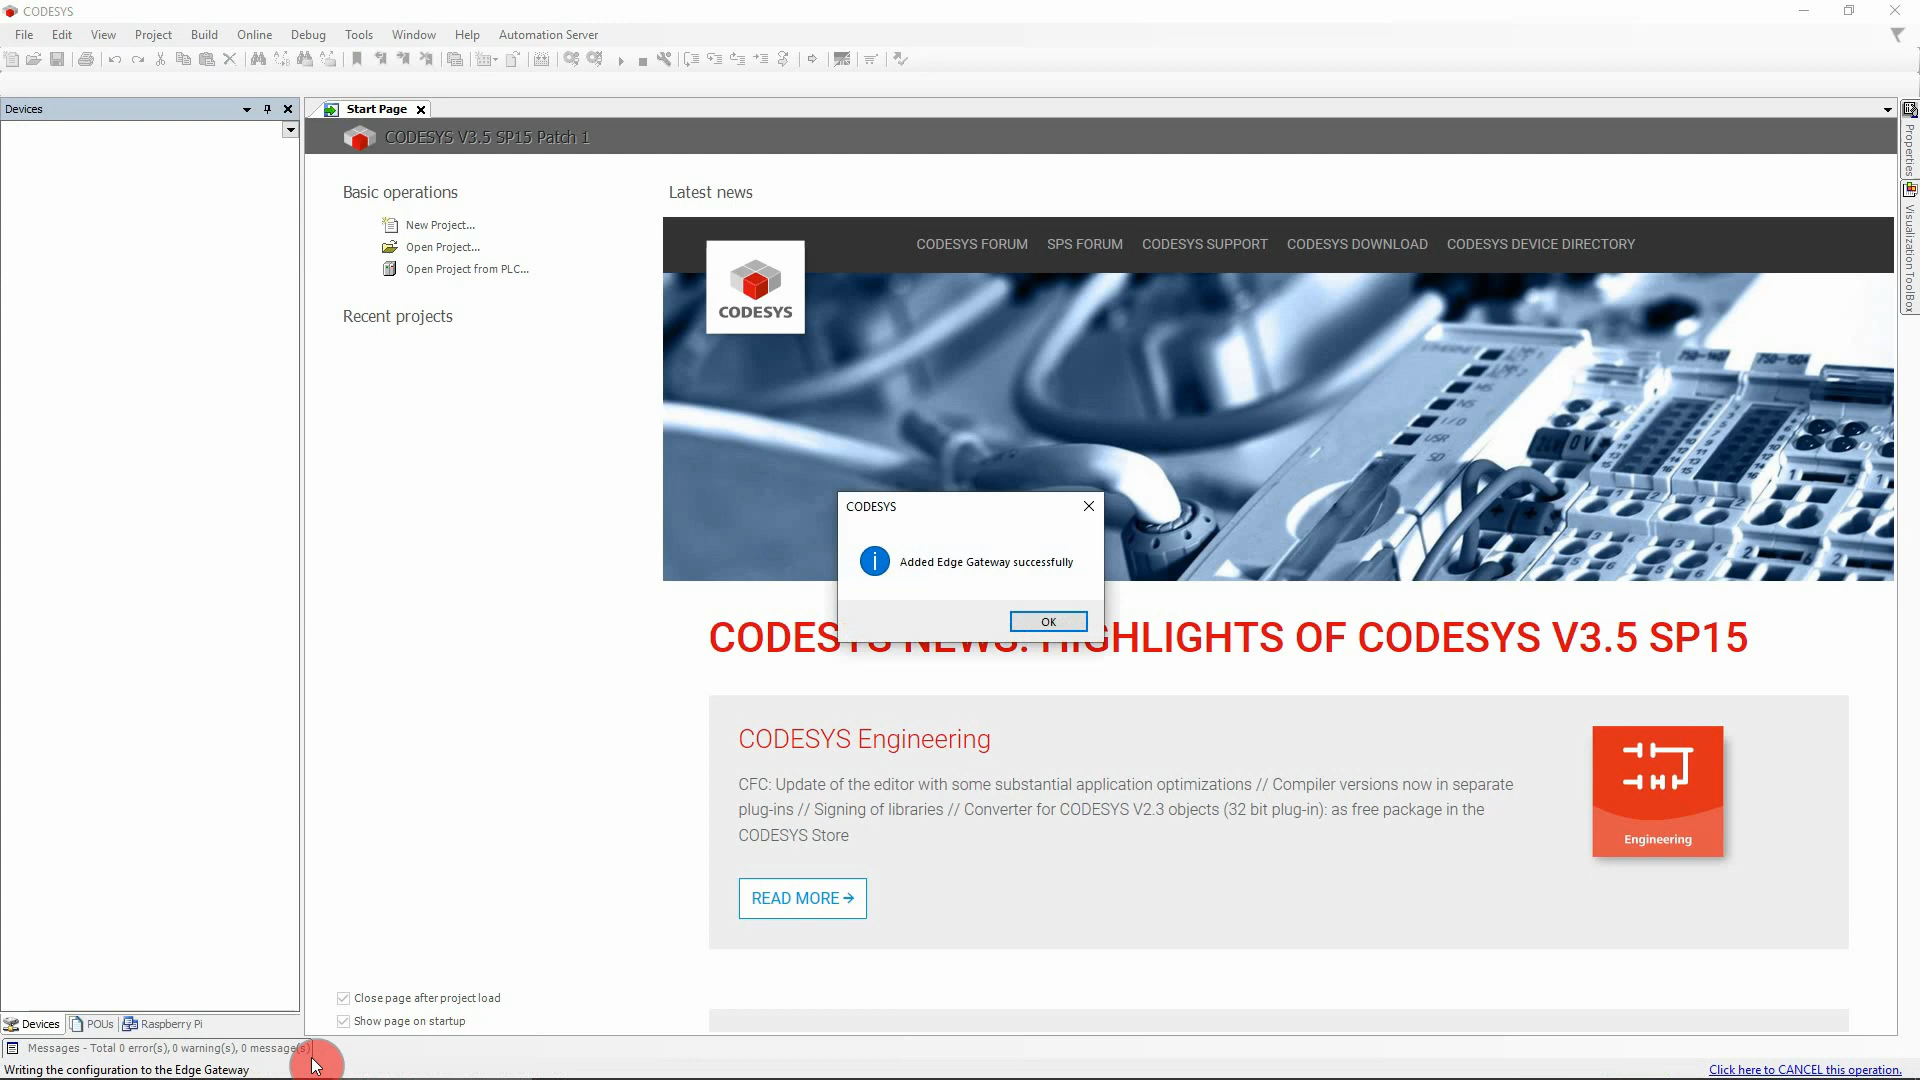 CODESYS
File Edit View Project Build Online Debug Tools Window Help Automation Server
Devices
Start Page
CODESYS V3.5 SP15 Patch 1
Basic operations
New Project...
Open Project...
Open Project from PLC...
Recent projects
Latest news
CODESYS FORUM SPS FORUM CODESYS SUPPORT CODESYS DOWNLOAD CODESYS DEVICE DIRECTORY
CODESYS
CODESYS
Added Edge Gateway successfully
OK
CODESYS NEWS: HIGHLIGHTS OF CODESYS V3.5 SP15
CODESYS Engineering
CFC: Update of the editor with some substantial application optimizations // Compiler versions now in separate
plug-ins // Signing of libraries // Converter for CODESYS V2.3 objects (32 bit plug-in): as free package in the
CODESYS Store
READ MORE →
Engineering
Close page after project load
Show page on startup
Properties
Visualization ToolBox
Devices POUs Raspberry Pi
Messages - Total 0 error(s), 0 warning(s), 0 message(s)
Writing the configuration to the Edge Gateway
Click here to CANCEL this operation.